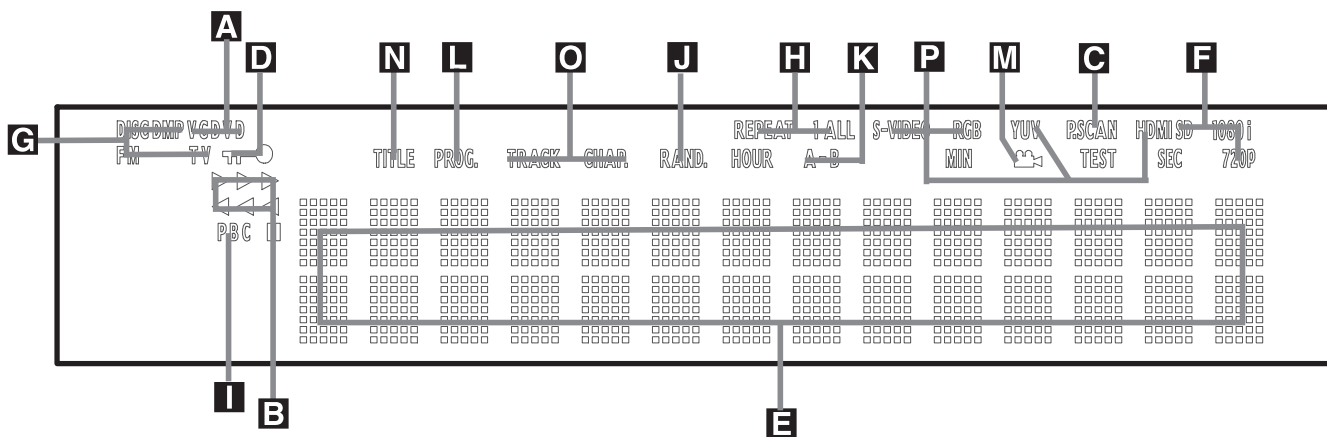 A D N L O J H K P M C F
G
DISC DMP VCD DVD REPEAT 1 ALL S-VIDEO RGB YUV P.SCAN HDMI SD 1080i
FM TV TITLE PROG. TRACK CHAP. RAND. HOUR A-B MIN TEST SEC 720P
PBC
I B E